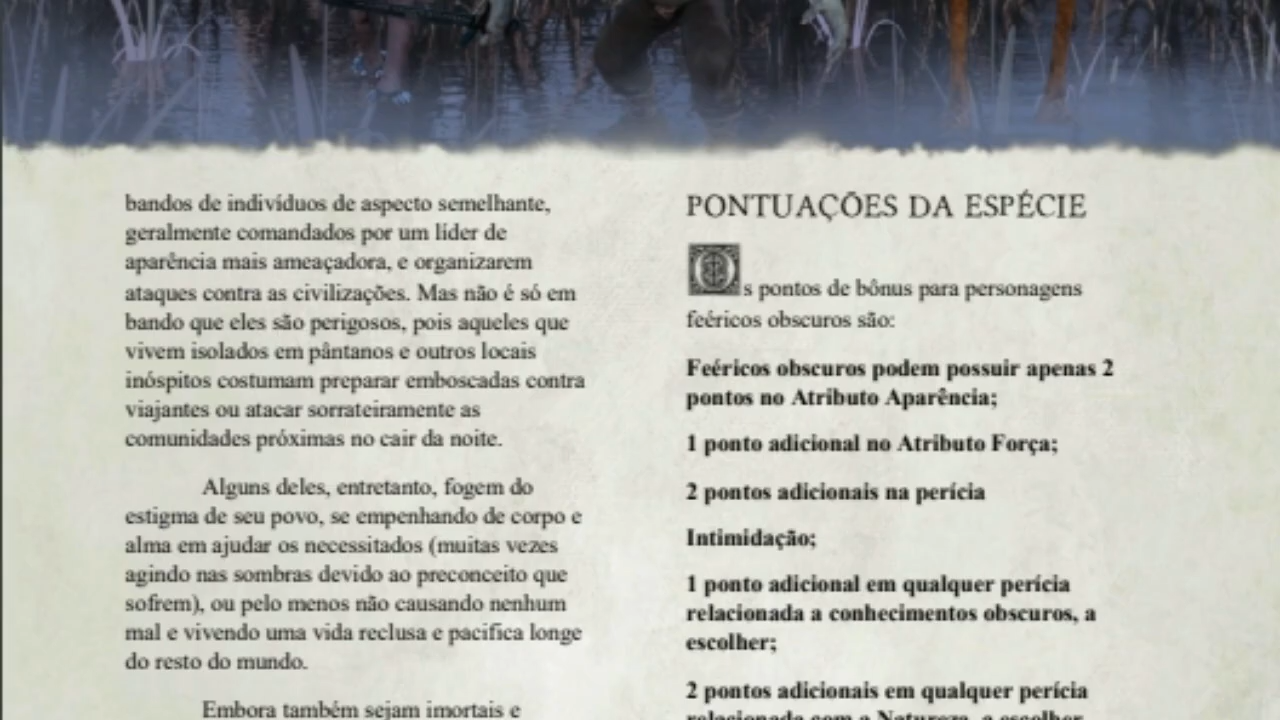 bandos de indivíduos de aspecto semelhante,
geralmente comandados por um líder de
aparência mais ameaçadora, e organizarem
ataques contra as civilizações. Mas não é só em
bando que eles são perigosos, pois aqueles que
vivem isolados em pântanos e outros locais
inóspitos costumam preparar emboscadas contra
viajantes ou atacar sorrateiramente as
comunidades próximas no cair da noite.
Alguns deles, entretanto, fogem do
estigma de seu povo, se empenhando de corpo e
alma em ajudar os necessitados (muitas vezes
agindo nas sombras devido ao preconceito que
sofrem), ou pelo menos não causando nenhum
mal e vivendo uma vida reclusa e pacifica longe
do resto do mundo.
Embora também sejam imortais e
PONTUAÇÕES DA ESPÉCIE
Os pontos de bônus para personagens
feéricos obscuros são:
Feéricos obscuros podem possuir apenas 2
pontos no Atributo Aparência;
1 ponto adicional no Atributo Força;
2 pontos adicionais na perícia
Intimidação;
1 ponto adicional em qualquer perícia
relacionada a conhecimentos obscuros, a
escolher;
2 pontos adicionais em qualquer perícia
relacionada com a Natureza, a escolher